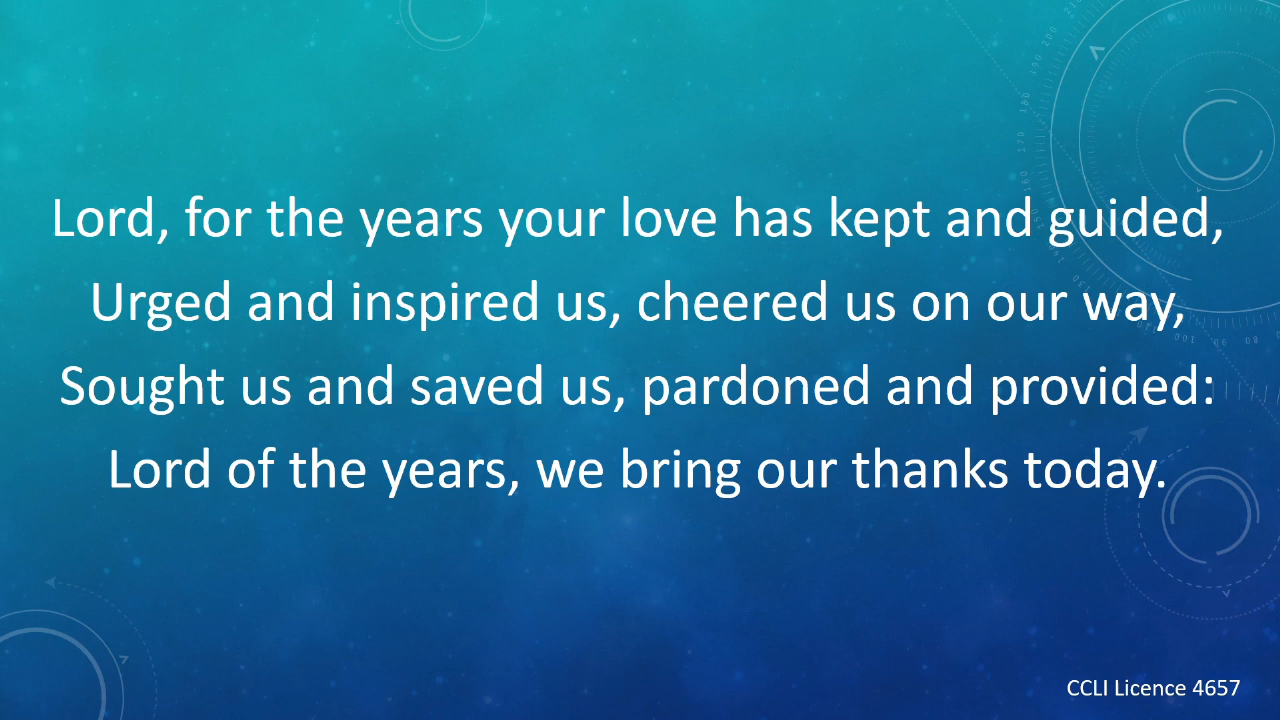 Lord, for the years your love has kept and guided,
Urged and inspired us, cheered us on our way,
Sought us and saved us, pardoned and provided:
Lord of the years, we bring our thanks today.
CCLI Licence 4657